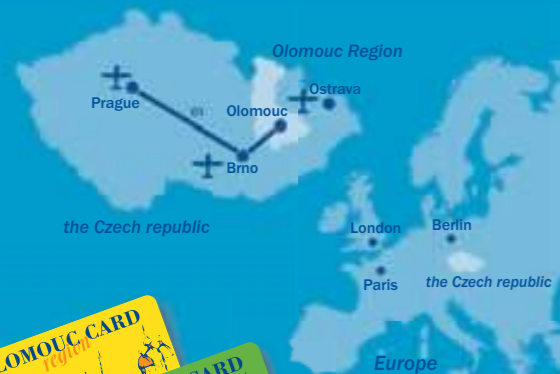 Olomouc Region
Ostrava
Prague
Olomouc
Brno
the Czech republic
London
Berlin
Paris
the Czech republic
Europe
CARD
region
CARD